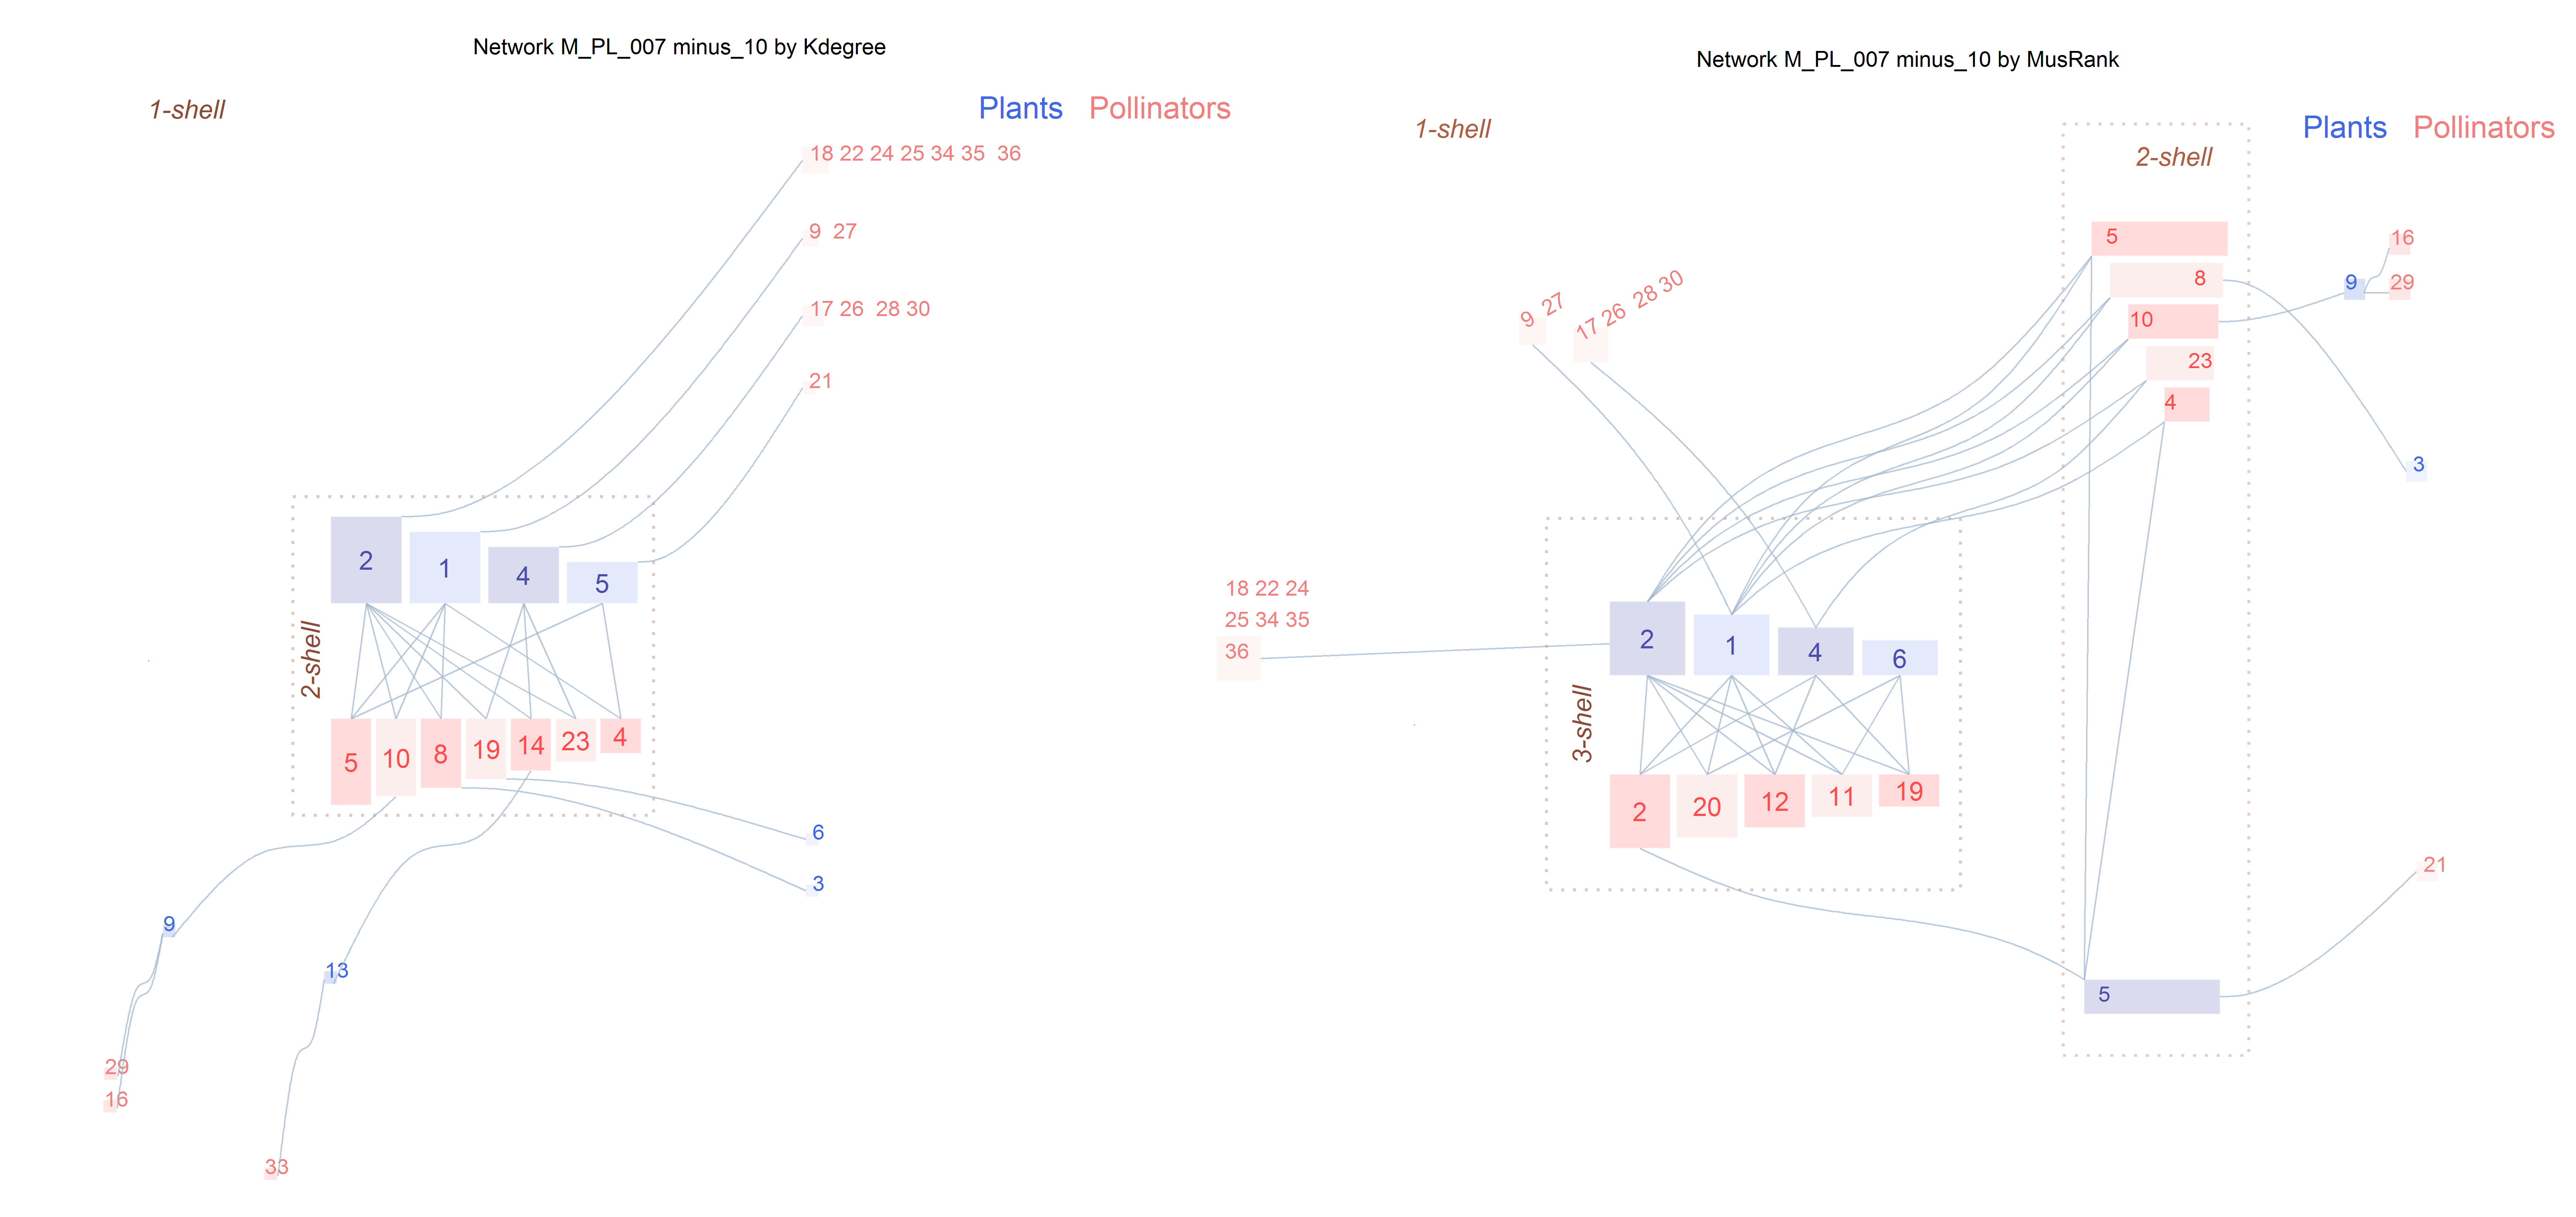 Network M_PL_007 minus_10 by Kdegree
1-shell
Plants Pollinators
18 22 24 25 34 35 36
9 27
17 26 28 30
21
2 1 4 5
2-shell
5 10 8 19 14 23 4
6
3
9
13
29
16
33
Network M_PL_007 minus_10 by MusRank
1-shell
Plants Pollinators
2-shell
5
8
10
23
4
16
9 29
3
9 27
17 26 28 30
18 22 24
25 34 35
36
2 1 4 6
3-shell
2 20 12 11 19
21
5